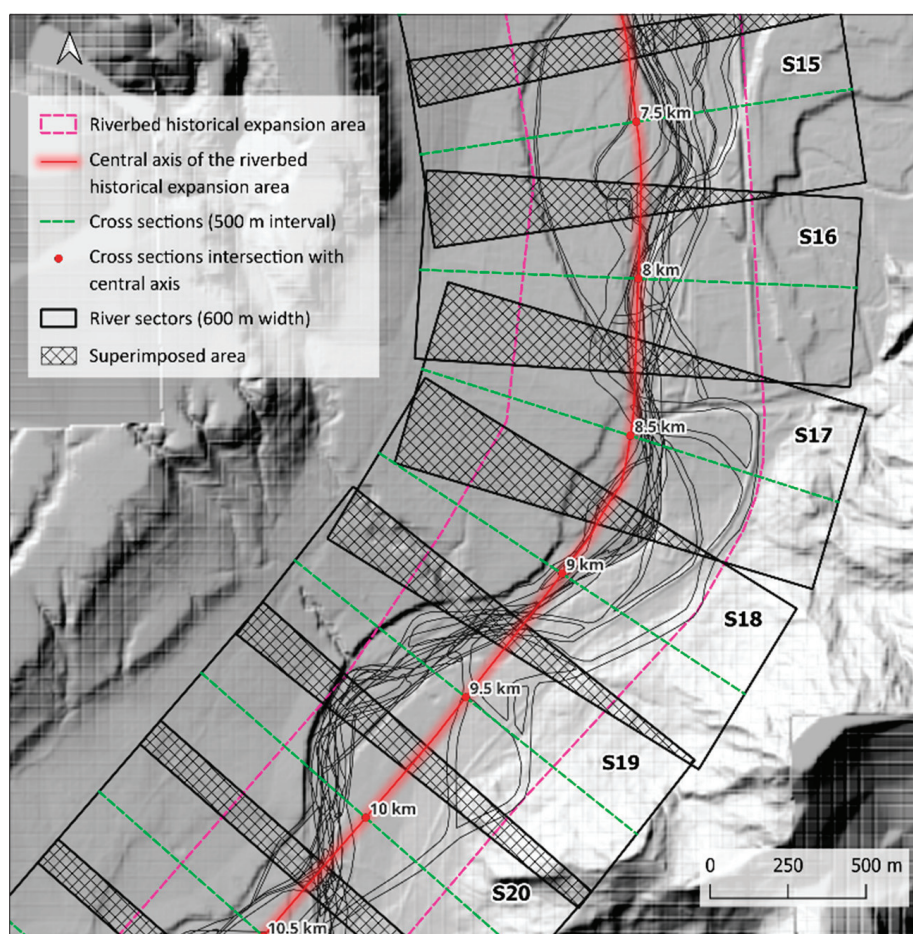 S15
7.5 km
Riverbed historical expansion area
Central axis of the riverbed
historical expansion area
Cross sections (500 m interval)
Cross sections intersection with
central axis
River sectors (600 m width)
Superimposed area
S16
8 km
8.5 km
S17
9 km
S18
9.5 km
S19
10 km
0 250 500 m
S20
10.5 km